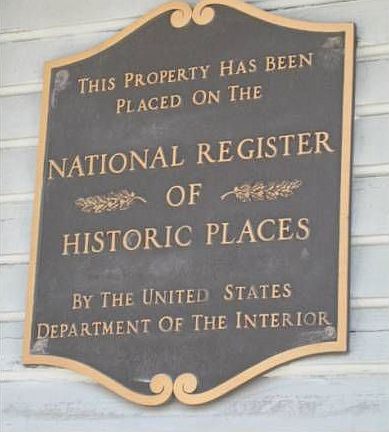 THIS PROPERTY HAS BEEN
PLACED ON THE
NATIONAL REGISTER
OF
HISTORIC PLACES
BY THE UNITED STATES
DEPARTMENT OF THE INTERIOR